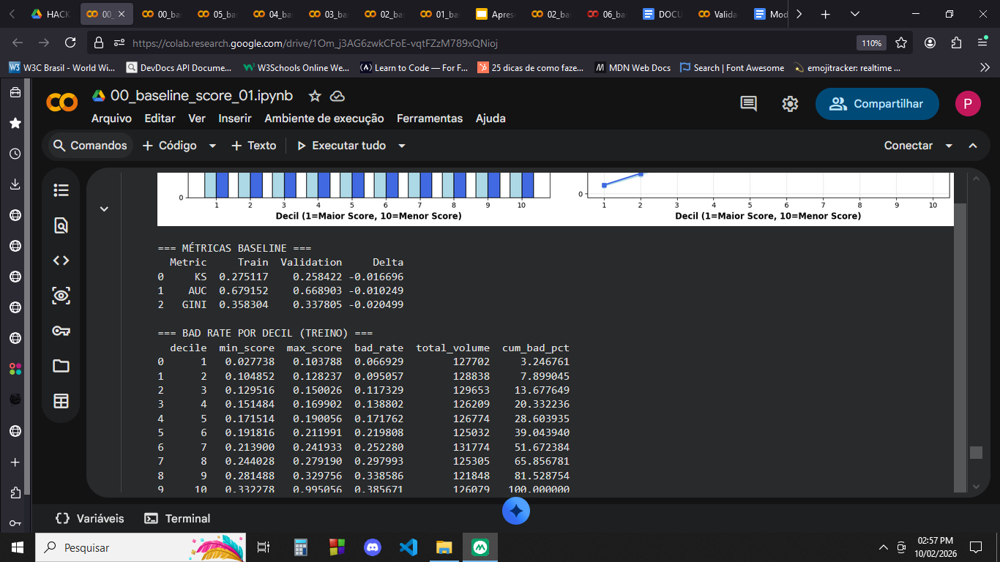 HACK 00_ 00_ba 05_ba 04_ba 03_ba 02_ba 01_ba Apres 02_ba 06_ba DOCU Valida Mod
https://colab.research.google.com/drive/1Om_j3AG6zwkCFoE-vqtFZzM789xQNioj 110%
W3C Brasil - World Wi... DevDocs API Docume... W3Schools Online We... Learn to Code — For F... 25 dicas de como faze... MDN Web Docs Search | Font Awesome emojitracker: realtime ...
00_baseline_score_01.ipynb
Arquivo Editar Ver Inserir Ambiente de execução Ferramentas Ajuda
Compartilhar P
Comandos + Código + Texto Executar tudo Conectar
0 0
1 2 3 4 5 6 7 8 9 10 1 2 3 4 5 6 7 8 9 10
Decil (1=Maior Score, 10=Menor Score) Decil (1=Maior Score, 10=Menor Score)
=== MÉTRICAS BASELINE ===
Metric Train Validation Delta
0 KS 0.275117 0.258422 -0.016696
1 AUC 0.679152 0.668903 -0.010249
2 GINI 0.358304 0.337805 -0.020499
=== BAD RATE POR DECIL (TREINO) ===
decile min_score max_score bad_rate total_volume cum_bad_pct
0 1 0.027738 0.103788 0.066929 127702 3.246761
1 2 0.104852 0.128237 0.095057 128838 7.899045
2 3 0.129516 0.150026 0.117329 129653 13.677649
3 4 0.151484 0.169902 0.138802 126209 20.332236
4 5 0.171514 0.190056 0.171762 126774 28.603935
5 6 0.191816 0.211991 0.219808 125032 39.043940
6 7 0.213900 0.241933 0.252280 131774 51.672384
7 8 0.244028 0.279190 0.297993 125305 65.856781
8 9 0.281488 0.329756 0.338586 121848 81.528754
9 10 0.332278 0.995056 0.385671 126079 100.000000
Variáveis Terminal
Pesquisar
02:57 PM
10/02/2026